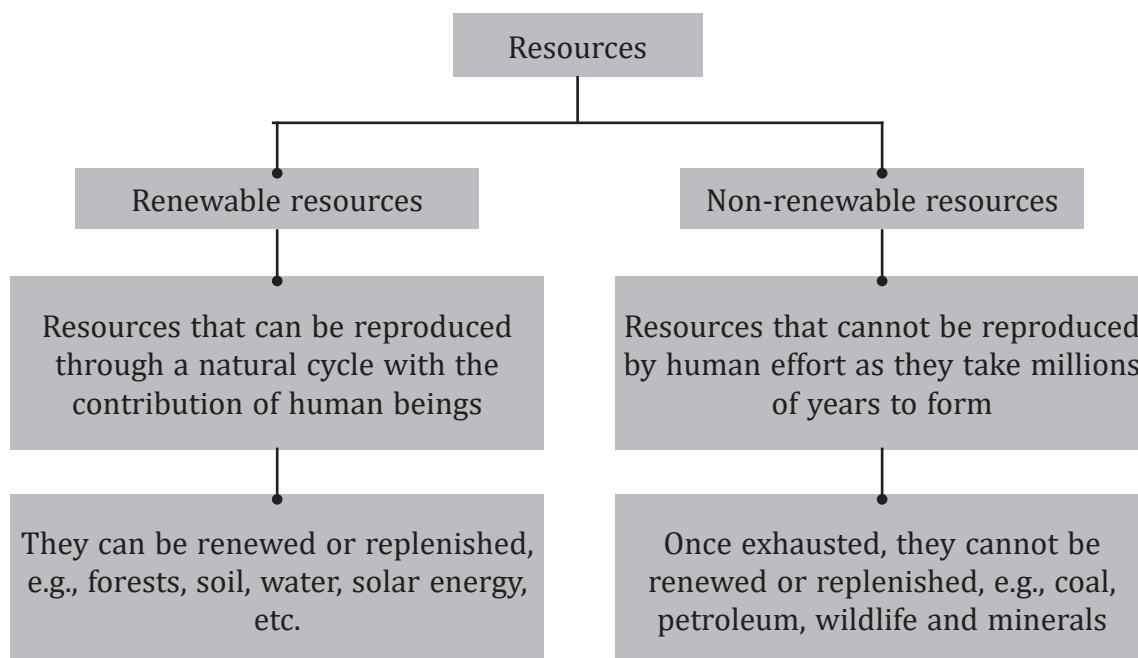 Resources
Renewable resources
Non-renewable resources
Resources that can be reproduced
through a natural cycle with the
contribution of human beings
Resources that cannot be reproduced
by human effort as they take millions
of years to form
They can be renewed or replenished,
e.g., forests, soil, water, solar energy,
etc.
Once exhausted, they cannot be
renewed or replenished, e.g., coal,
petroleum, wildlife and minerals